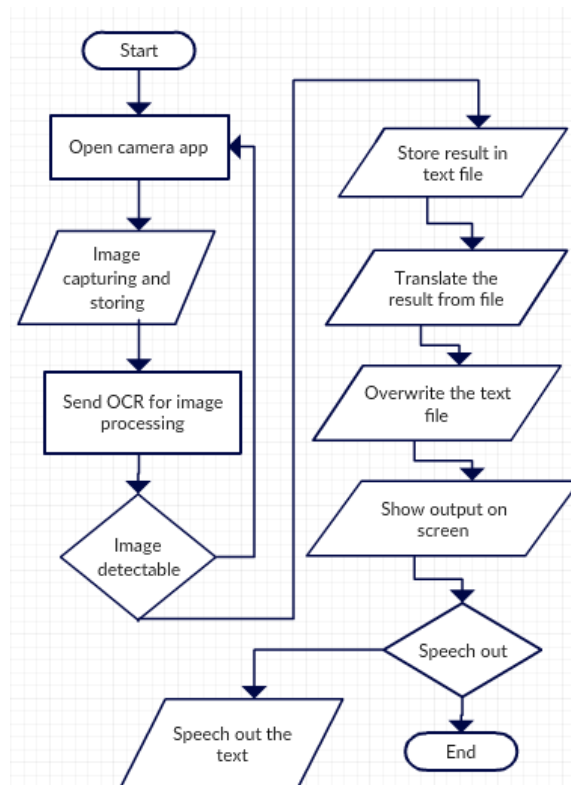 Start
Open camera app
Image
capturing and
storing
Send OCR for image
processing
Image
detectable
Store result in
text file
Translate the
result from file
Overwrite the text
file
Show output on
screen
Speech out
Speech out the
text
End